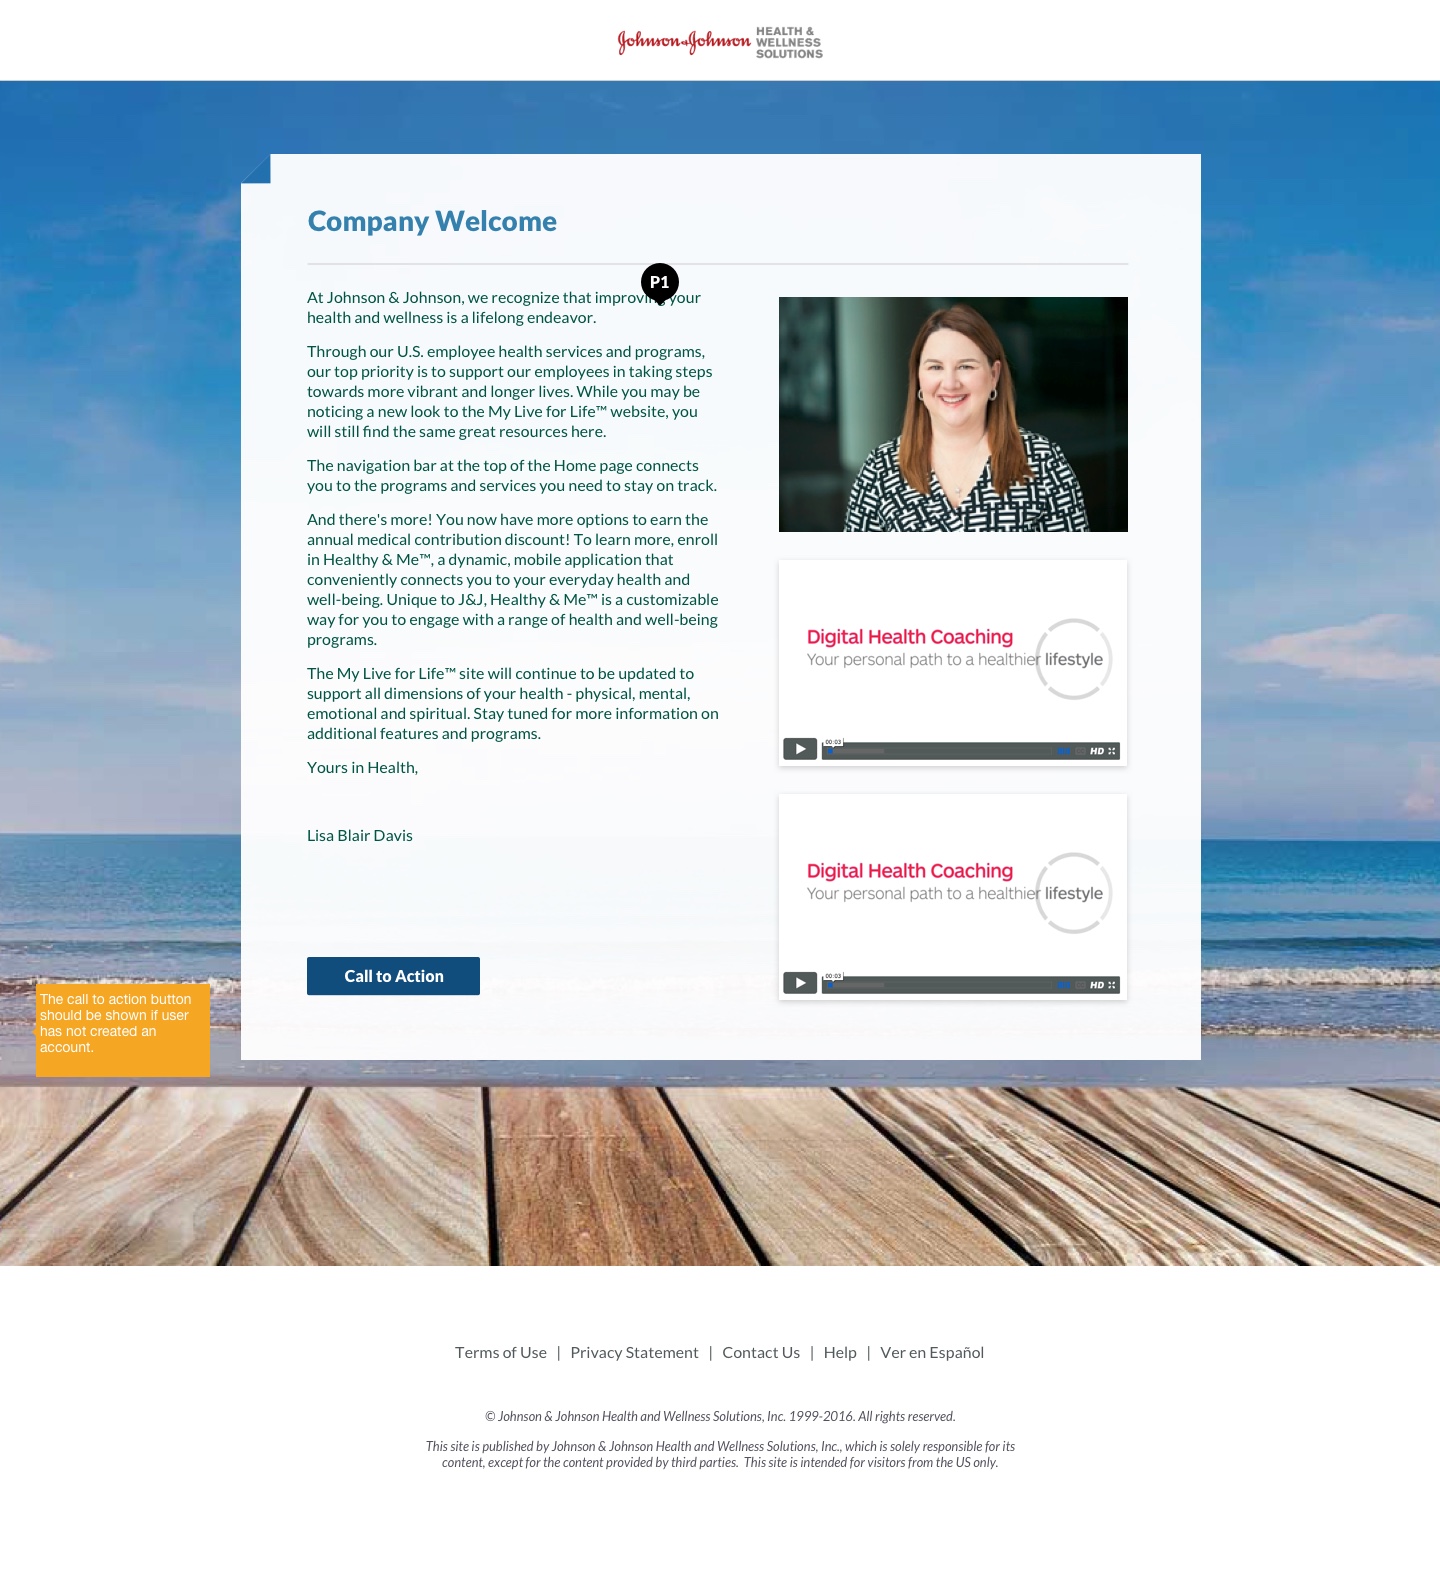 Johnson & Johnson HEALTH &
WELLNESS
SOLUTIONS
Company Welcome
P1
At Johnson & Johnson, we recognize that improving your
health and wellness is a lifelong endeavor.
Through our U.S. employee health services and programs,
our top priority is to support our employees in taking steps
towards more vibrant and longer lives. While you may be
noticing a new look to the My Live for Life™ website, you
will still find the same great resources here.
The navigation bar at the top of the Home page connects
you to the programs and services you need to stay on track.
And there's more! You now have more options to earn the
annual medical contribution discount! To learn more, enroll
in Healthy & Me™, a dynamic, mobile application that
conveniently connects you to your everyday health and
well-being. Unique to J&J, Healthy & Me™ is a customizable
way for you to engage with a range of health and well-being
programs.
The My Live for Life™ site will continue to be updated to
support all dimensions of your health - physical, mental,
emotional and spiritual. Stay tuned for more information on
additional features and programs.
Yours in Health,
Lisa Blair Davis
Call to Action
The call to action button
should be shown if user
has not created an
account.
Digital Health Coaching
Your personal path to a healthier lifestyle
00:03
HD
Digital Health Coaching
Your personal path to a healthier lifestyle
00:03
HD
Terms of Use | Privacy Statement | Contact Us | Help | Ver en Español
© Johnson & Johnson Health and Wellness Solutions, Inc. 1999-2016. All rights reserved.
This site is published by Johnson & Johnson Health and Wellness Solutions, Inc., which is solely responsible for its
content, except for the content provided by third parties. This site is intended for visitors from the US only.